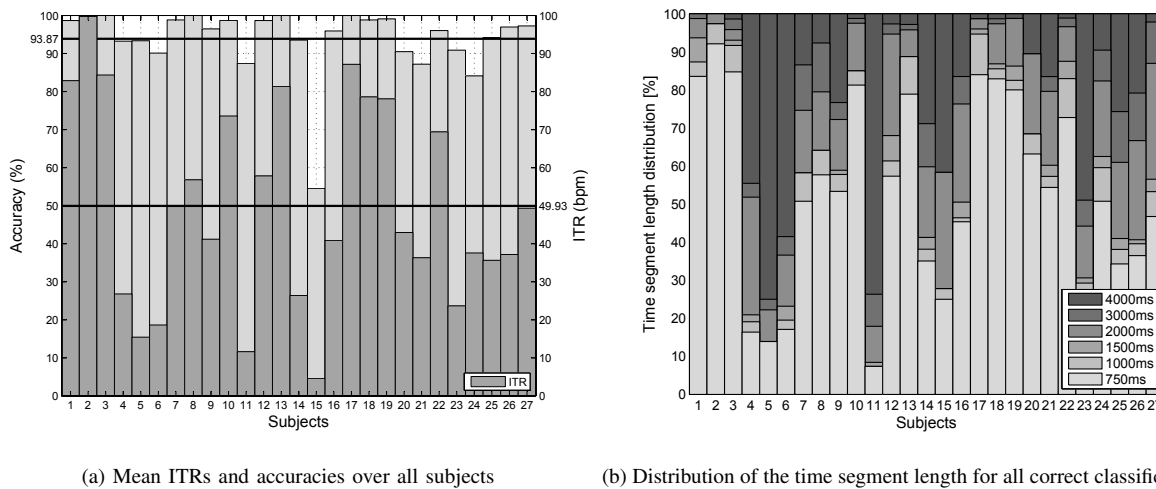 100
93.87
90
80
70
60
50
40
30
20
10
0
Accuracy (%)
100
90
80
70
60
49.93
40
30
20
10
0
ITR (bpm)
ITR
1 2 3 4 5 6 7 8 9 10 11 12 13 14 15 16 17 18 19 20 21 22 23 24 25 26 27
Subjects
(a) Mean ITRs and accuracies over all subjects
100
90
80
70
60
50
40
30
20
10
0
Time segment length distribution [%]
4000ms
3000ms
2000ms
1500ms
1000ms
750ms
1 2 3 4 5 6 7 8 9 10 11 12 13 14 15 16 17 18 19 20 21 22 23 24 25 26 27
Subjects
(b) Distribution of the time segment length for all correct classific